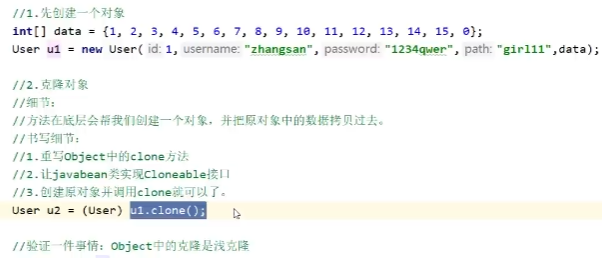 //1.先创建一个对象
int[] data = {1, 2, 3, 4, 5, 6, 7, 8, 9, 10, 11, 12, 13, 14, 15, 0};
User u1 = new User( id: 1, username: "zhangsan", password: "1234qwer", path: "girl11",data);
//2.克隆对象
//细节:
//方法在底层会帮我们创建一个对象,并把原对象中的数据拷贝过去。
//书写细节:
//1.重写Object中的clone方法
//2.让javabean类实现Cloneable接口
//3.创建原对象并调用clone就可以了。
User u2 = (User) u1.clone();
//验证一件事情:Object中的克隆是浅克隆